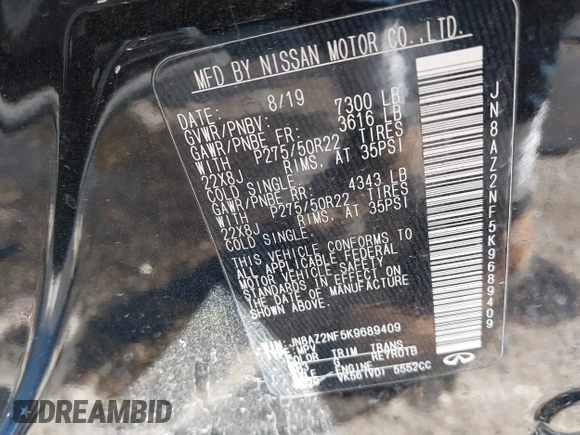 MFD BY NISSAN MOTOR CO.,LTD.
DATE: 8/19
GVWR/PNBV: 7300 LB
GAWR/PNBE FR: 3616 LB
WITH P275/50R22 TIRES
22X8J RIMS, AT 35PSI
COLD SINGLE.
GAWR/PNBE RR: 4343 LB
WITH P275/50R22 TIRES
22X8J RIMS, AT 35PSI
COLD SINGLE.
THIS VEHICLE CONFORMS TO
ALL APPLICABLE FEDERAL
MOTOR VEHICLE SAFETY
STANDARDS IN EFFECT ON
THE DATE OF MANUFACTURE
SHOWN ABOVE.
JN8AZ2NF5K9689409
MPV
COLOR TRIM TRANS
G RE7R01B
ENGINE
VK56(VD) 5552CC
JN8AZ2NF5K9689409
INFINITI
DREAMBID